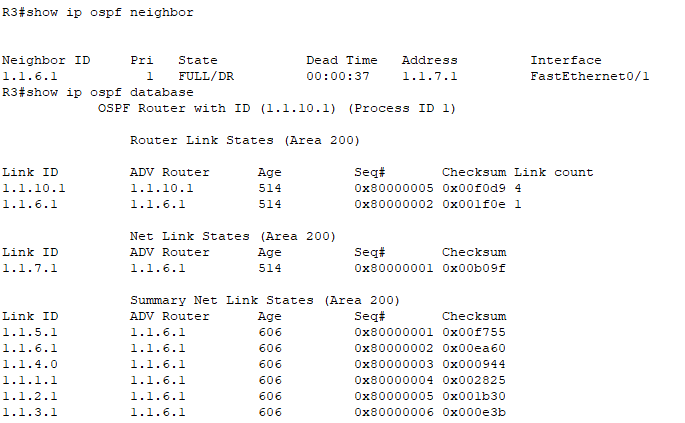 R3#show ip ospf neighbor
Neighbor ID Pri State Dead Time Address Interface
1.1.6.1 1 FULL/DR 00:00:37 1.1.7.1 FastEthernet0/1
R3#show ip ospf database
OSPF Router with ID (1.1.10.1) (Process ID 1)
Router Link States (Area 200)
Link ID ADV Router Age Seq# Checksum Link count
1.1.10.1 1.1.10.1 514 0x80000005 0x00f0d9 4
1.1.6.1 1.1.6.1 514 0x80000002 0x001f0e 1
Net Link States (Area 200)
Link ID ADV Router Age Seq# Checksum
1.1.7.1 1.1.6.1 514 0x80000001 0x00b09f
Summary Net Link States (Area 200)
Link ID ADV Router Age Seq# Checksum
1.1.5.1 1.1.6.1 606 0x80000001 0x00f755
1.1.6.1 1.1.6.1 606 0x80000002 0x00ea60
1.1.4.0 1.1.6.1 606 0x80000003 0x000944
1.1.1.1 1.1.6.1 606 0x80000004 0x002825
1.1.2.1 1.1.6.1 606 0x80000005 0x001b30
1.1.3.1 1.1.6.1 606 0x80000006 0x000e3b